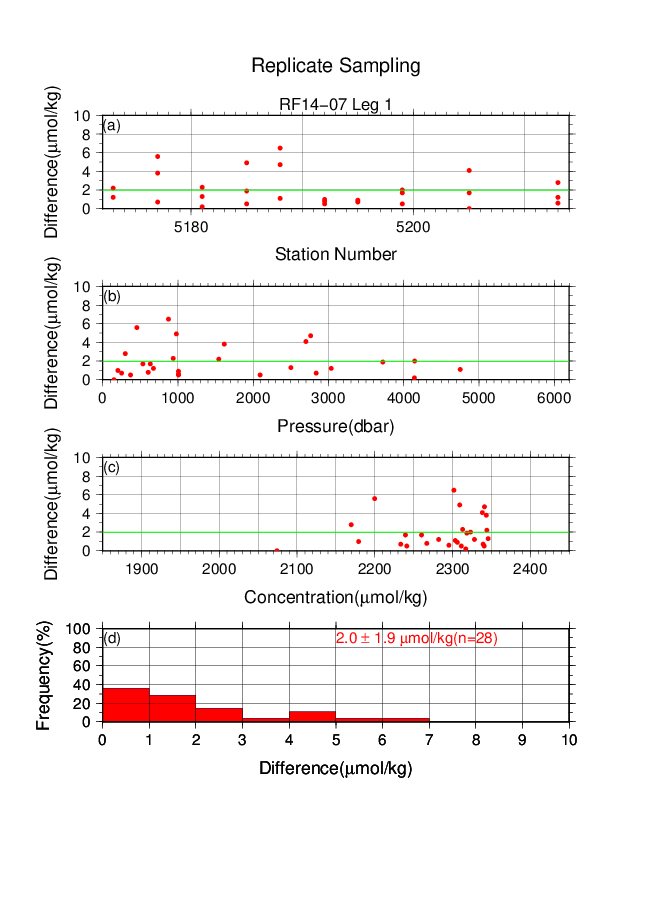 Replicate Sampling
RF14−07 Leg 1
(a)
Difference(μmol/kg)
0 2 4 6 8 10
5180 5200
Station Number
(b)
Difference(μmol/kg)
0 2 4 6 8 10
0 1000 2000 3000 4000 5000 6000
Pressure(dbar)
(c)
Difference(μmol/kg)
0 2 4 6 8 10
1900 2000 2100 2200 2300 2400
Concentration(μmol/kg)
(d)
2.0 ± 1.9 μmol/kg(n=28)
Frequency(%)
0 20 40 60 80 100
0 1 2 3 4 5 6 7 8 9 10
Difference(μmol/kg)